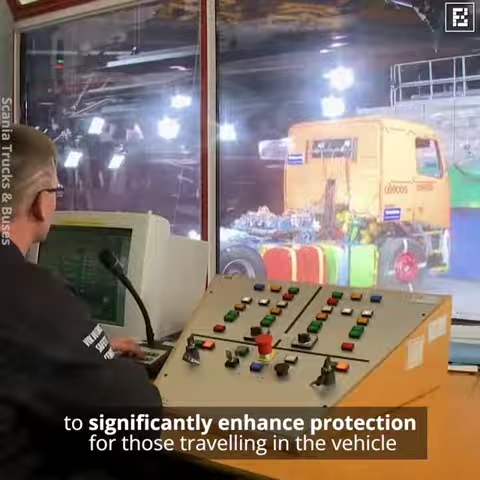 Scania Trucks & Buses
to significantly enhance protection
for those travelling in the vehicle